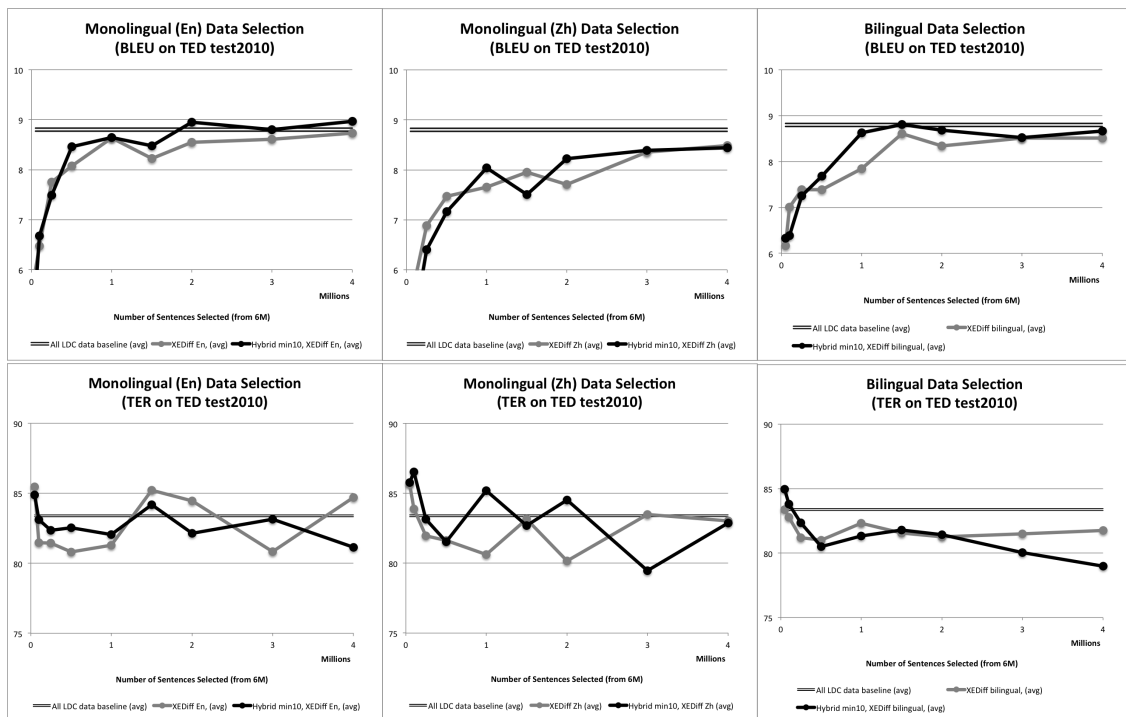 Monolingual (En) Data Selection
(BLEU on TED test2010)
10
9
8
7
6
0 1 2 3 4
Millions
Number of Sentences Selected (from 6M)
All LDC data baseline (avg) XEDiff En, (avg) Hybrid min10, XEDiff En, (avg)
Monolingual (Zh) Data Selection
(BLEU on TED test2010)
10
9
8
7
6
0 1 2 3 4
Millions
Number of Sentences Selected (from 6M)
All LDC data baseline (avg) XEDiff Zh (avg) Hybrid min10, XEDiff Zh (avg)
Bilingual Data Selection
(BLEU on TED test2010)
10
9
8
7
6
0 1 2 3 4
Millions
Number of Sentences Selected (from 6M)
All LDC data baseline (avg) XEDiff bilingual, (avg)
Hybrid min10, XEDiff bilingual, (avg)
Monolingual (En) Data Selection
(TER on TED test2010)
90
85
80
75
0 1 2 3 4
Millions
Number of Sentences Selected (from 6M)
All LDC data baseline (avg) XEDiff En, (avg) Hybrid min10, XEDiff En, (avg)
Monolingual (Zh) Data Selection
(TER on TED test2010)
90
85
80
75
0 1 2 3 4
Millions
Number of Sentences Selected (from 6M)
All LDC data baseline (avg) XEDiff Zh (avg) Hybrid min10, XEDiff Zh (avg)
Bilingual Data Selection
(TER on TED test2010)
90
85
80
75
0 1 2 3 4
Millions
Number of Sentences Selected (from 6M)
All LDC data baseline (avg) XEDiff bilingual, (avg)
Hybrid min10, XEDiff bilingual, (avg)